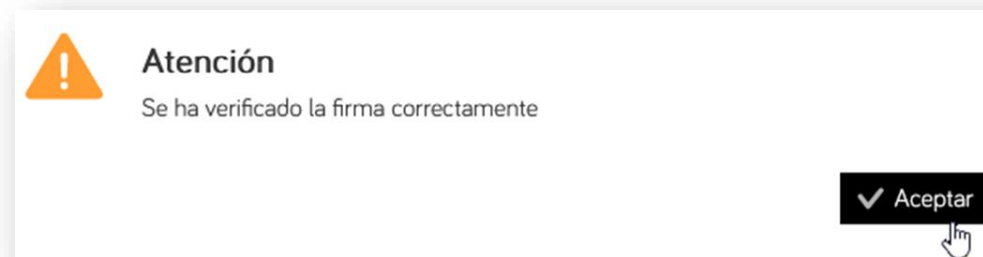 Atención
Se ha verificado la firma correctamente
Aceptar